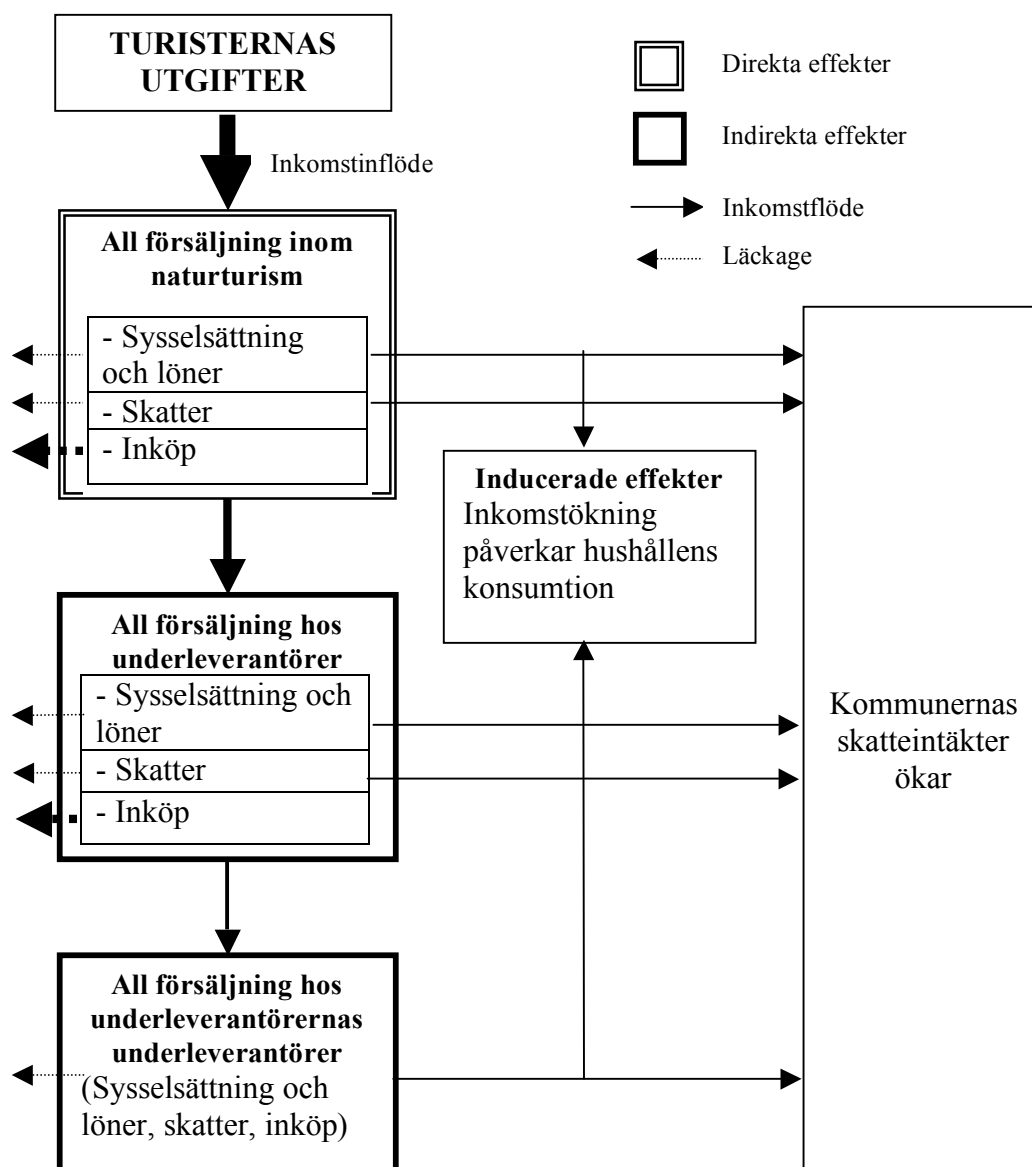 TURISTERNAS
UTGIFTER
Direkta effekter
Indirekta effekter
Inkomstinflöde
Inkomstflöde
Läckage
All försäljning inom
naturturism
- Sysselsättning
och löner
- Skatter
- Inköp
Inducerade effekter
Inkomstökning
påverkar hushållens
konsumtion
All försäljning hos
underleverantörer
- Sysselsättning och
löner
- Skatter
- Inköp
Kommunernas
skatteintäkter
ökar
All försäljning hos
underleverantörernas
underleverantörer
(Sysselsättning och
löner, skatter, inköp)